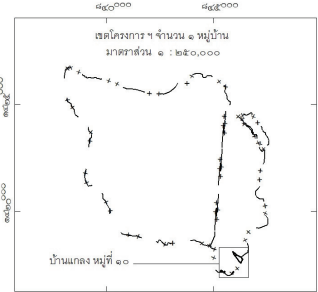 ๘๔๐๐๐๐ ๘๔๕๐๐๐
เขตโครงการ ฯ จำนวน ๑ หมู่บ้าน
มาตราส่วน ๑ : ๒๕๐,๐๐๐
บ้านแกลง หมู่ที่ ๑๐